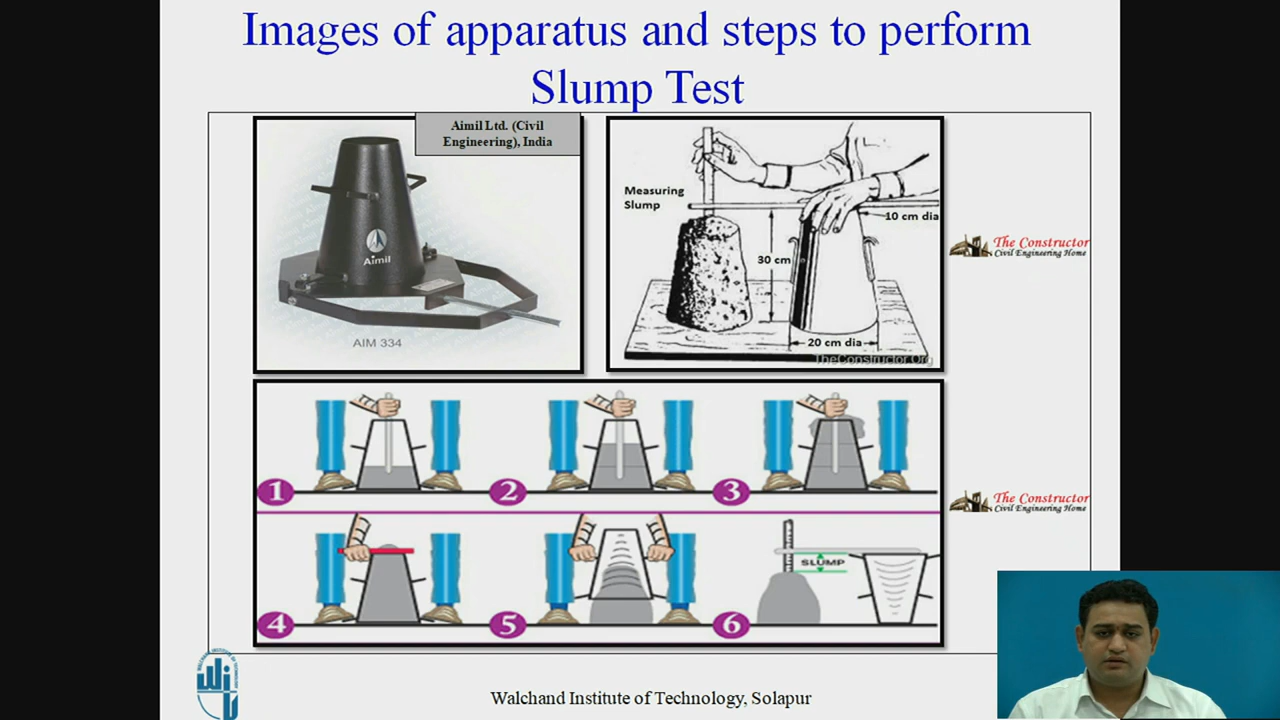 Images of apparatus and steps to perform
Slump Test
Aimil Ltd. (Civil
Engineering), India
Aimil
AIM 334
Measuring
Slump
10 cm dia
30 cm
20 cm dia
TheConstructor.Org
The Constructor
Civil Engineering Home
1
2
3
The Constructor
Civil Engineering Home
4
5
6
SLUMP
Walchand Institute of Technology, Solapur